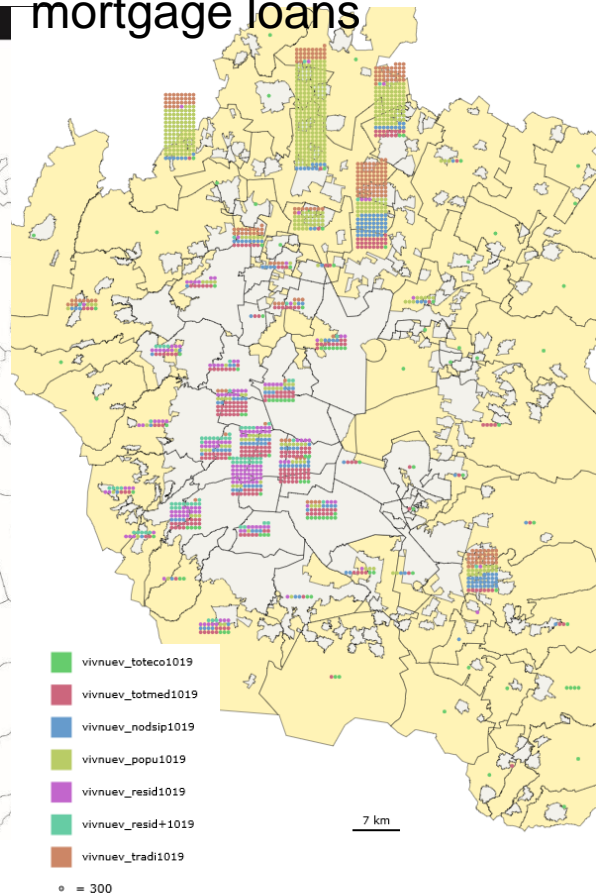 mortgage loans
vivnuev_toteco1019
vivnuev_totmed1019
vivnuev_nodsip1019
vivnuev_popu1019
vivnuev_resid1019
vivnuev_resid+1019
vivnuev_tradi1019
7 km
= 300